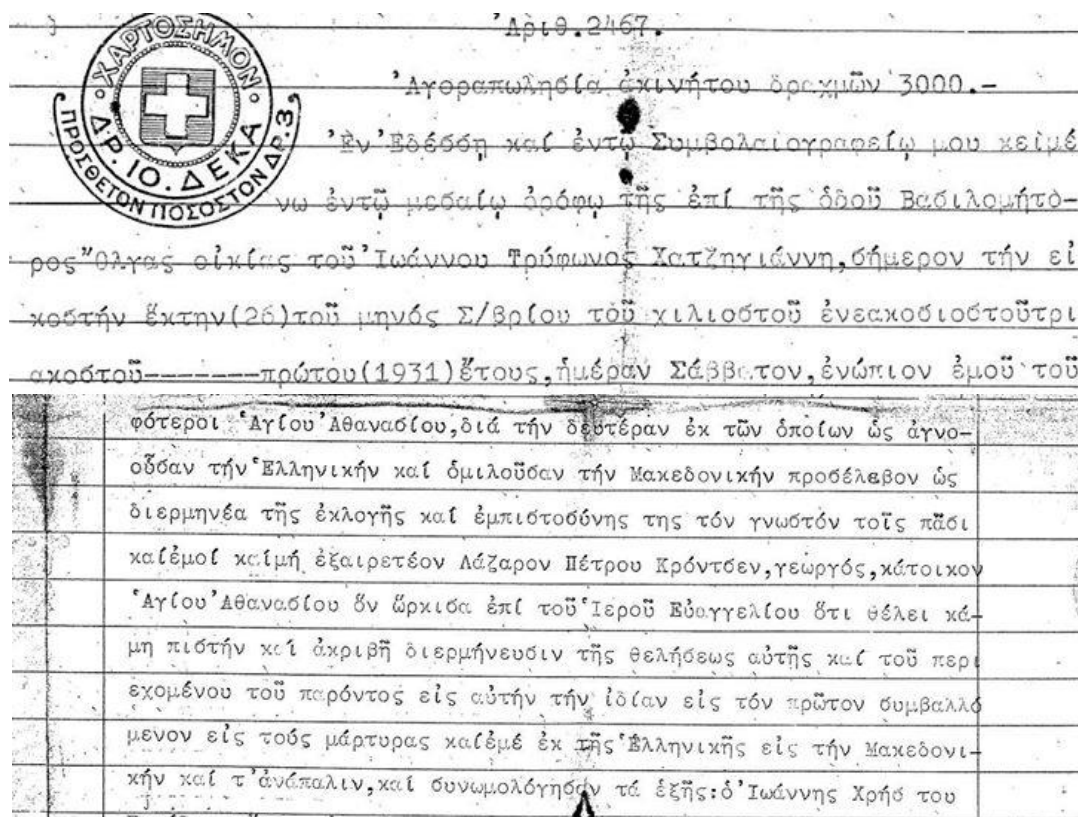 Ἀριθ.2467.
ΧΑΡΤΟΣΗΜΟΝ
ΔΡ. 10. ΔΕΚΑ
ΠΡΟΣΘΕΤΟΝ ΠΟΣΟΣΤΟΝ ΔΡ.3.
Ἀγοραπωλησία ἀκινήτου δραχμῶν 3000.-
Ἐν Ἐδέσσῃ καί ἐντῷ Συμβολαιογραφείῳ μου κειμέ
νω ἐντῷ μεσαίῳ ὀρόφῳ τῆς ἐπί τῆς ὁδοῦ Βασιλομήτο-
ρος Ὄλγας οἰκίας τοῦ Ἰωάννου Τρύφωνος Χατζηγιάννη,σήμερον τήν εἰ
κοστήν ἕκτην(26)τοῦ μηνός Σ/βρίου τοῦ χιλιοστοῦ ἐνεακοσιοστοῦτρι
ακοστοῦ-------πρώτου(1931)ἔτους,ἡμέραν Σάββατον,ἐνώπιον ἐμοῦ τοῦ
φότεροι Ἁγίου Ἀθανασίου,διά τήν δευτέραν ἐκ τῶν ὁποίων ὡς ἀγνο-
οῦσαν τήν Ἑλληνικήν καί ὁμιλοῦσαν τήν Μακεδονικήν προσέλαβον ὡς
διερμηνέα τῆς ἐκλογῆς καί ἐμπιστοσύνης της τόν γνωστόν τοῖς πᾶσι
καίἐμοί καίμή ἐξαιρετέον Λάζαρον Πέτρου Κρόντσεν,γεωργός,κάτοικον
Ἁγίου Ἀθανασίου ὅν ὥρκισα ἐπί τοῦ Ἱεροῦ Εὐαγγελίου ὅτι θέλει κά-
μη πιστήν καί ἀκριβῆ διερμήνευσιν τῆς θελήσεως αὐτῆς καί τοῦ περι
εχομένου τοῦ παρόντος εἰς αὐτήν τήν ἰδίαν εἰς τόν πρῶτον συμβαλλό
μενον εἰς τούς μάρτυρας καίἐμέ ἐκ τῆς Ἑλληνικῆς εἰς τήν Μακεδονι-
κήν καί τ'ἀνάπαλιν,καί συνωμολόγησαν τά ἑξῆς:ὁ Ἰωάννης Χρήσ του